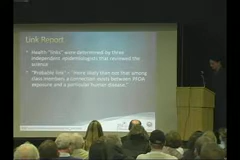 Link Report
• Health "links" were determined by three
independent epidemiologists that reviewed the
science
• "Probable link" = "more likely than not that among
class members a connection exists between PFOA
exposure and a particular human disease."